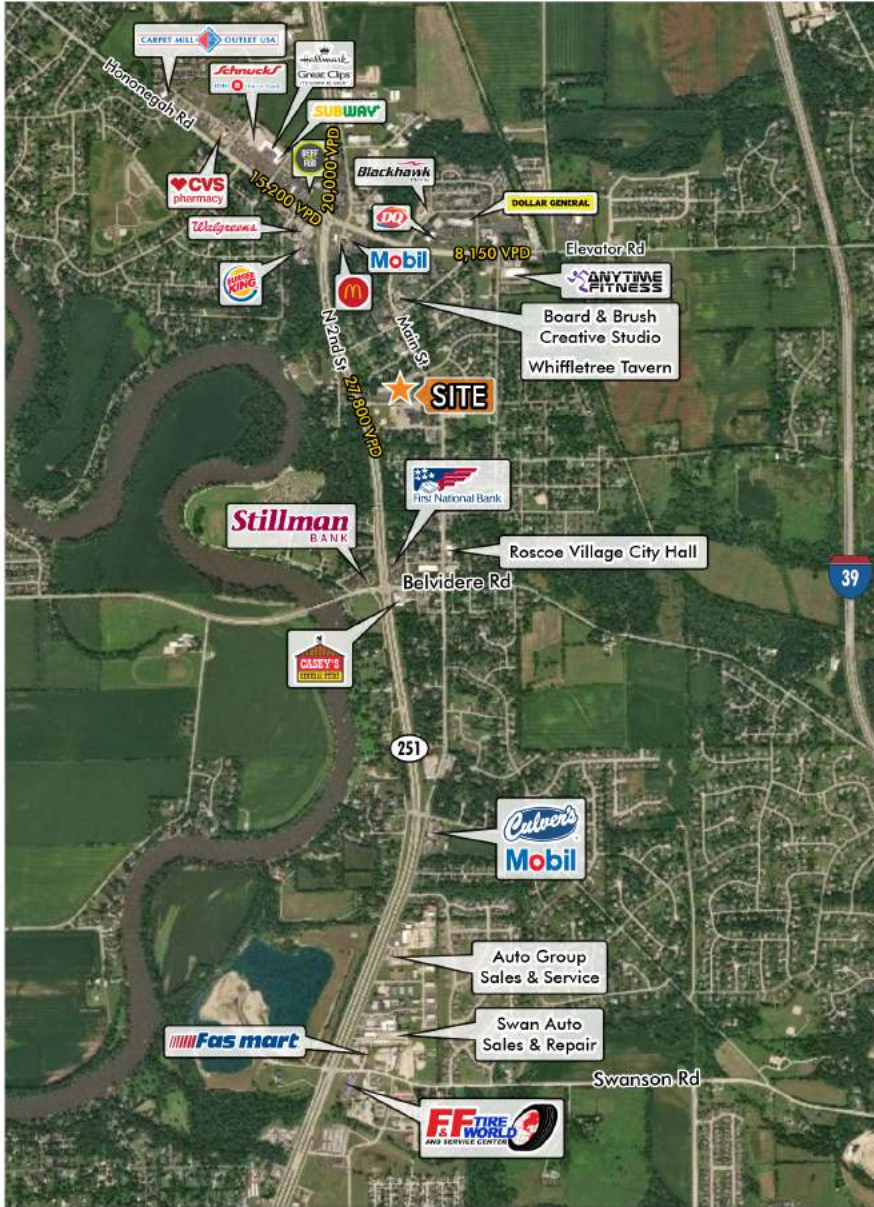 CARPET MILL OUTLET USA
Hononegah Rd
Schnucks
Hallmark
Great Clips
SUBWAY
BEEF
20,000 VPD
15,200 VPD
CVS
pharmacy
Blackhawk
DQ
DOLLAR GENERAL
Walgreens
Mobil
8,150 VPD
Elevator Rd
BURGER
KING
M
ANYTIME
FITNESS
N 2nd St
Main St
Board & Brush
Creative Studio
Whiffletree Tavern
SITE
27,800 VPD
First National Bank
Stillman
BANK
Roscoe Village City Hall
Belvidere Rd
39
CASEY'S
GENERAL STORE
251
Culver's
Mobil
Auto Group
Sales & Service
Swan Auto
Sales & Repair
Fas mart
Swanson Rd
F&F TIRE
WORLD
AND SERVICE CENTER